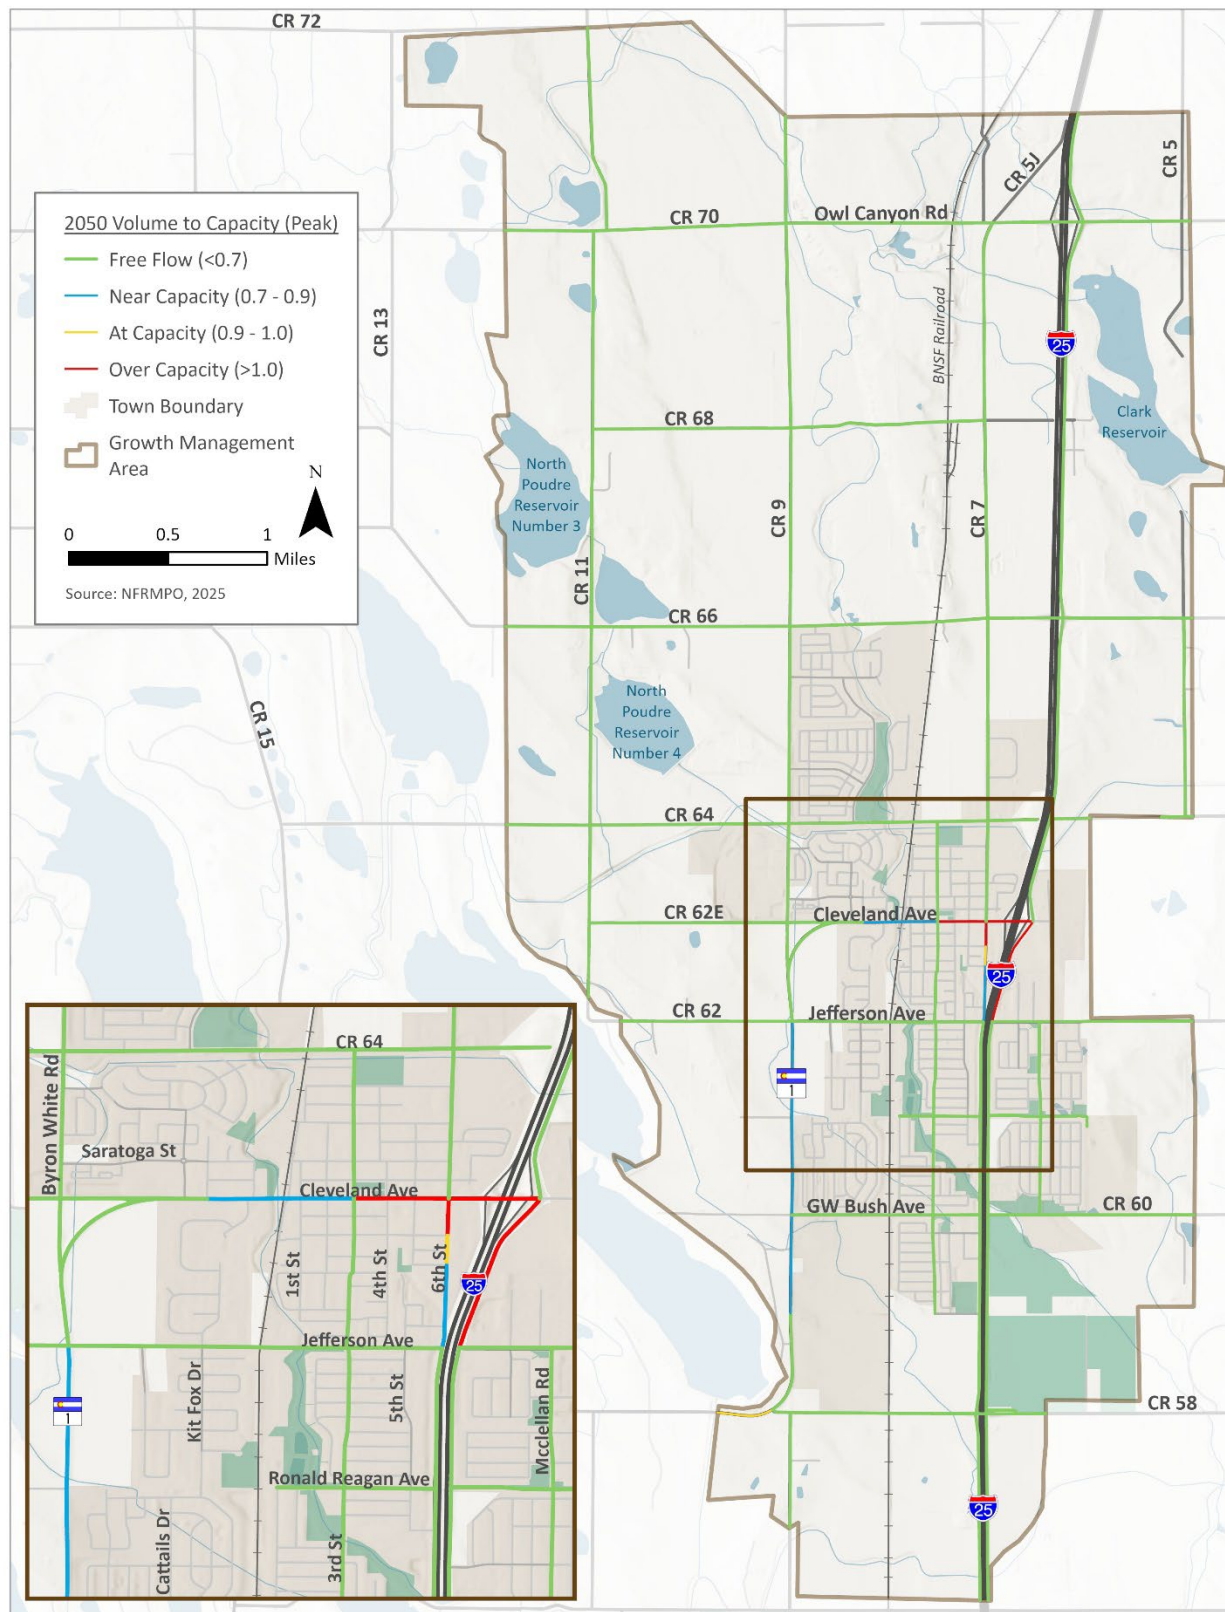 CR 72
CR 5J
CR 5
CR 70
Owl Canyon Rd
2050 Volume to Capacity (Peak)
Free Flow (<0.7)
Near Capacity (0.7 - 0.9)
At Capacity (0.9 - 1.0)
Over Capacity (>1.0)
Town Boundary
Growth Management
Area
N
0 0.5 1
Miles
Source: NFRMPO, 2025
CR 13
BNSF Railroad
25
CR 68
Clark
Reservoir
North
Poudre
Reservoir
Number 3
CR 9
CR 7
CR 11
CR 66
North
Poudre
Reservoir
Number 4
CR 15
CR 64
CR 62E
Cleveland Ave
25
CR 62
Jefferson Ave
1
GW Bush Ave
CR 60
CR 58
25
CR 64
Byron White Rd
Saratoga St
Cleveland Ave
1st St
4th St
6th St
25
Jefferson Ave
1
Kit Fox Dr
5th St
Mcclellan Rd
Ronald Reagan Ave
Cattails Dr
3rd St